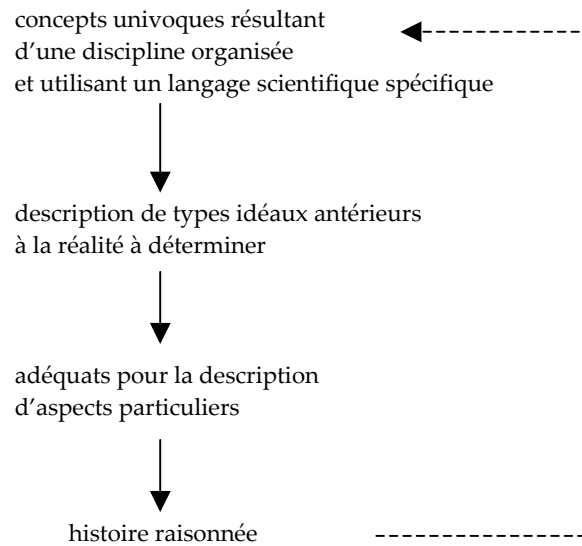 concepts univoques résultant
d’une discipline organisée
et utilisant un langage scientifique spécifique
description de types idéaux antérieurs
à la réalité à déterminer
adéquats pour la description
d’aspects particuliers
histoire raisonnée